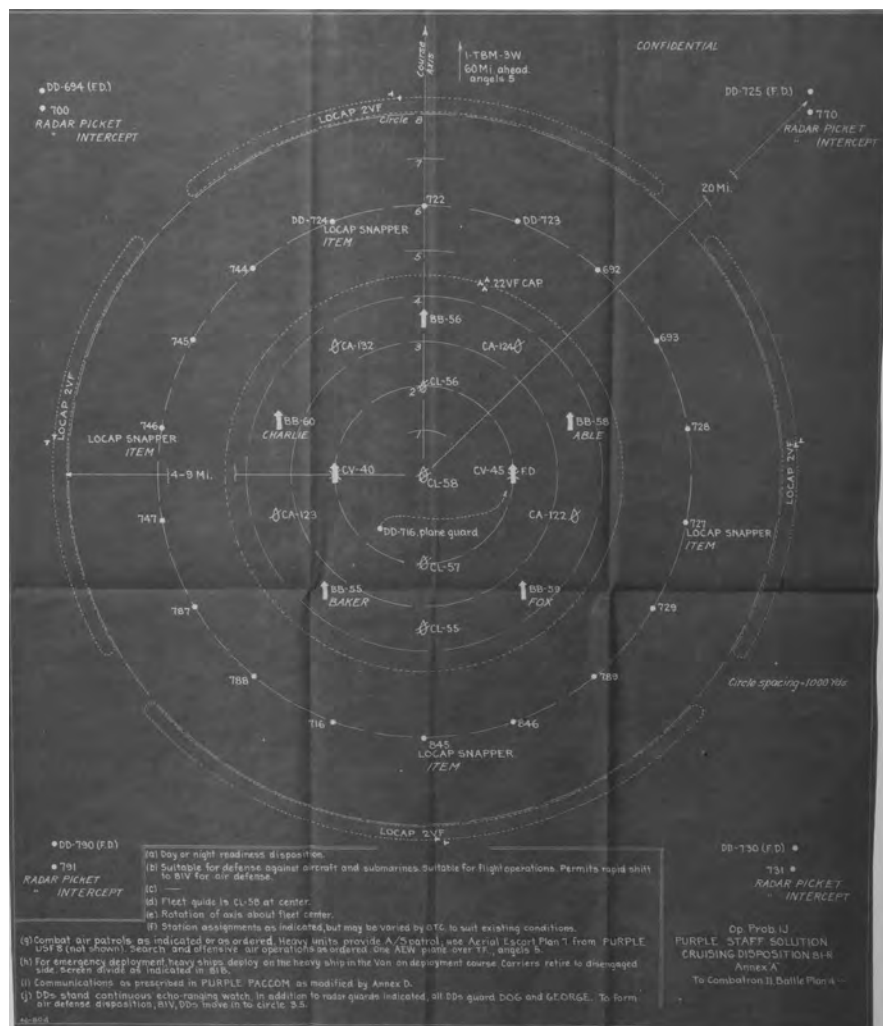 COURSE AXIS
1-TBM-3W
60 Mi. ahead.
angels 5
CONFIDENTIAL
DD-694 (F.D.)
700
RADAR PICKET
" INTERCEPT
DD-725 (F.D.)
770
RADAR PICKET
" INTERCEPT
LOCAP 2VF
Circle 8
7
20 Mi.
722
6
DD-724
DD-723
LOCAP SNAPPER
ITEM
5
744
692
22VF CAP
4
BB-56
745
CA-132
3
CA-124
693
CL-56
2
LOCAP 2VF
LOCAP 2VF
BB-60
CHARLIE
BB-58
ABLE
746
LOCAP SNAPPER
ITEM
1
728
4-9 Mi.
CV-40
CV-45
F.D
CL-58
CA-123
CA-122
747
DD-716, plane guard
727
LOCAP SNAPPER
ITEM
CL-57
BB-55
BAKER
BB-59
FOX
787
729
CL-55
788
789
Circle spacing=1000 Yds.
716
846
845
LOCAP SNAPPER
ITEM
LOCAP 2VF
DD-790 (F.D)
791
RADAR PICKET
" INTERCEPT
DD-730 (F.D)
731
RADAR PICKET
" INTERCEPT
(a) Day or night readiness disposition.
(b) Suitable for defense against aircraft and submarines. Suitable for flight operations. Permits rapid shift
to 81V for air defense.
(c) —
(d) Fleet guide is CL-58 at center.
(e) Rotation of axis about fleet center.
(f) Station assignments as indicated, but may be varied by OTC to suit existing conditions.
(g) Combat air patrols as indicated or as ordered. Heavy units provide A/S patrol; use Aerial Escort Plan 7 from PURPLE
USF 8 (not shown). Search and offensive air operations as ordered. One AEW plane over TF, angels 5.
(h) For emergency deployment, heavy ships deploy on the heavy ship in the van on deployment course. Carriers retire to disengaged
side. Screen divide as indicated in 81B.
(i) Communications as prescribed in PURPLE PACCOM as modified by Annex D.
(j) DDs stand continuous echo-ranging watch. In addition to radar guards indicated, all DDs guard DOG and GEORGE. To form
air defense disposition, 81V, DDs move in to circle 3.5.
Op. Prob. IJ
PURPLE STAFF SOLUTION
CRUISING DISPOSITION 81-R
Annex "A"
To Combatron II, Battle Plan